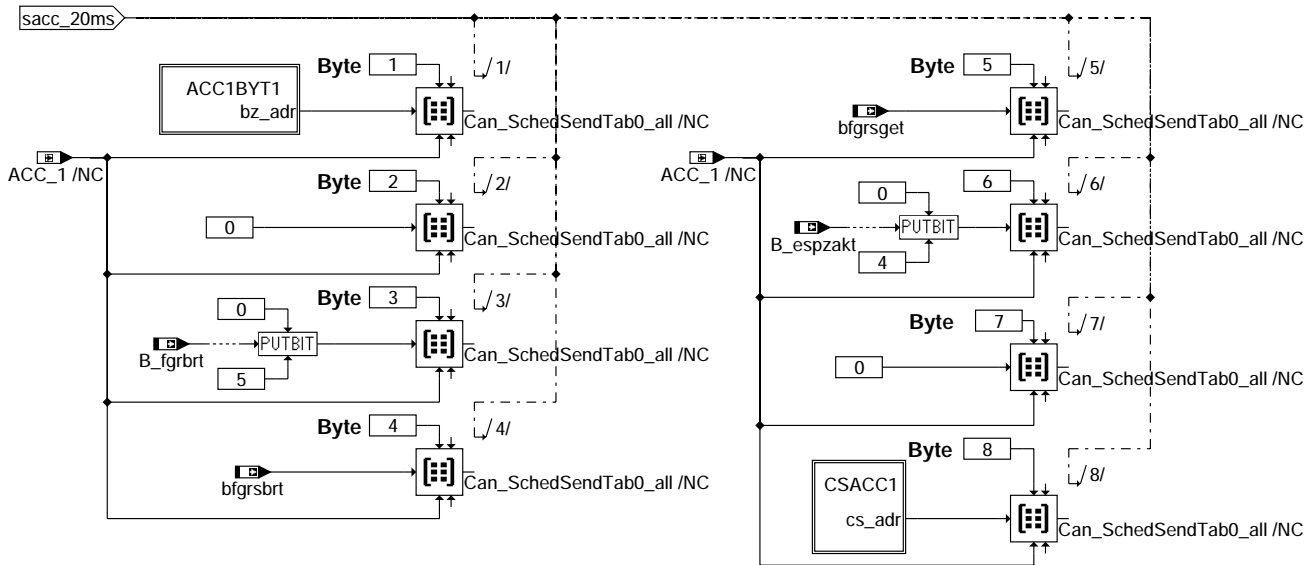 sacc_20ms
Byte 1
1/
ACC1BYT1
bz_adr
Can_SchedSendTab0_all /NC
ACC_1 /NC
Byte 2
2/
0
Can_SchedSendTab0_all /NC
Byte 3
3/
0
B_fgrbrt
PUTBIT
5
Can_SchedSendTab0_all /NC
Byte 4
4/
bfgrsbrt
Can_SchedSendTab0_all /NC
Byte 5
5/
bfgrsget
Can_SchedSendTab0_all /NC
ACC_1 /NC
6
6/
0
B_espzakt
PUTBIT
4
Can_SchedSendTab0_all /NC
Byte 7
7/
0
Can_SchedSendTab0_all /NC
Byte 8
8/
CSACC1
cs_adr
Can_SchedSendTab0_all /NC